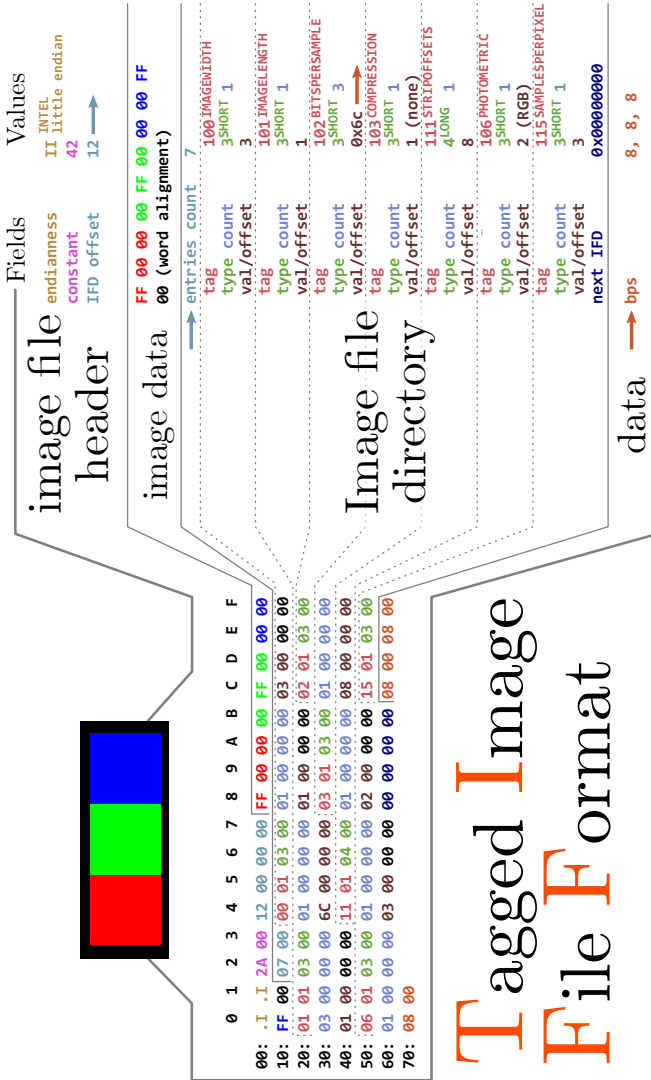 0 1 2 3 4 5 6 7 8 9 A B C D E F
00: .I .I 2A 00 12 00 00 00 FF 00 00 00 FF 00 00 00
10: FF 00 07 00 00 01 03 00 01 00 00 00 03 00 00 00
20: 01 01 03 00 01 00 00 00 01 00 00 00 02 01 03 00
30: 03 00 00 00 6C 00 00 00 03 01 03 00 01 00 00 00
40: 01 00 00 00 11 01 04 00 01 00 00 00 08 00 00 00
50: 06 01 03 00 01 00 00 00 02 00 00 00 15 01 03 00
60: 01 00 00 00 03 00 00 00 00 00 00 00 08 00 08 00
70: 08 00
Tagged Image
File Format
Fields Values
image file
header
endianness II INTEL little endian
constant 42
IFD offset 12
image data
FF 00 00 00 FF 00 00 00 FF
00 (word alignment)
Image file
directory
entries count 7
tag 100 IMAGEWIDTH
type count 3 SHORT 1
val/offset 3
tag 101 IMAGELENGTH
type count 3 SHORT 1
val/offset 1
tag 102 BITSPERSAMPLE
type count 3 SHORT 3
val/offset 0x6c
tag 103 COMPRESSION
type count 3 SHORT 1
val/offset 1 (none)
tag 111 STRIPOFFSETS
type count 4 LONG 1
val/offset 8
tag 106 PHOTOMETRIC
type count 3 SHORT 1
val/offset 2 (RGB)
tag 115 SAMPLESPERPIXEL
type count 3 SHORT 1
val/offset 3
next IFD 0x00000000
data
bps 8, 8, 8